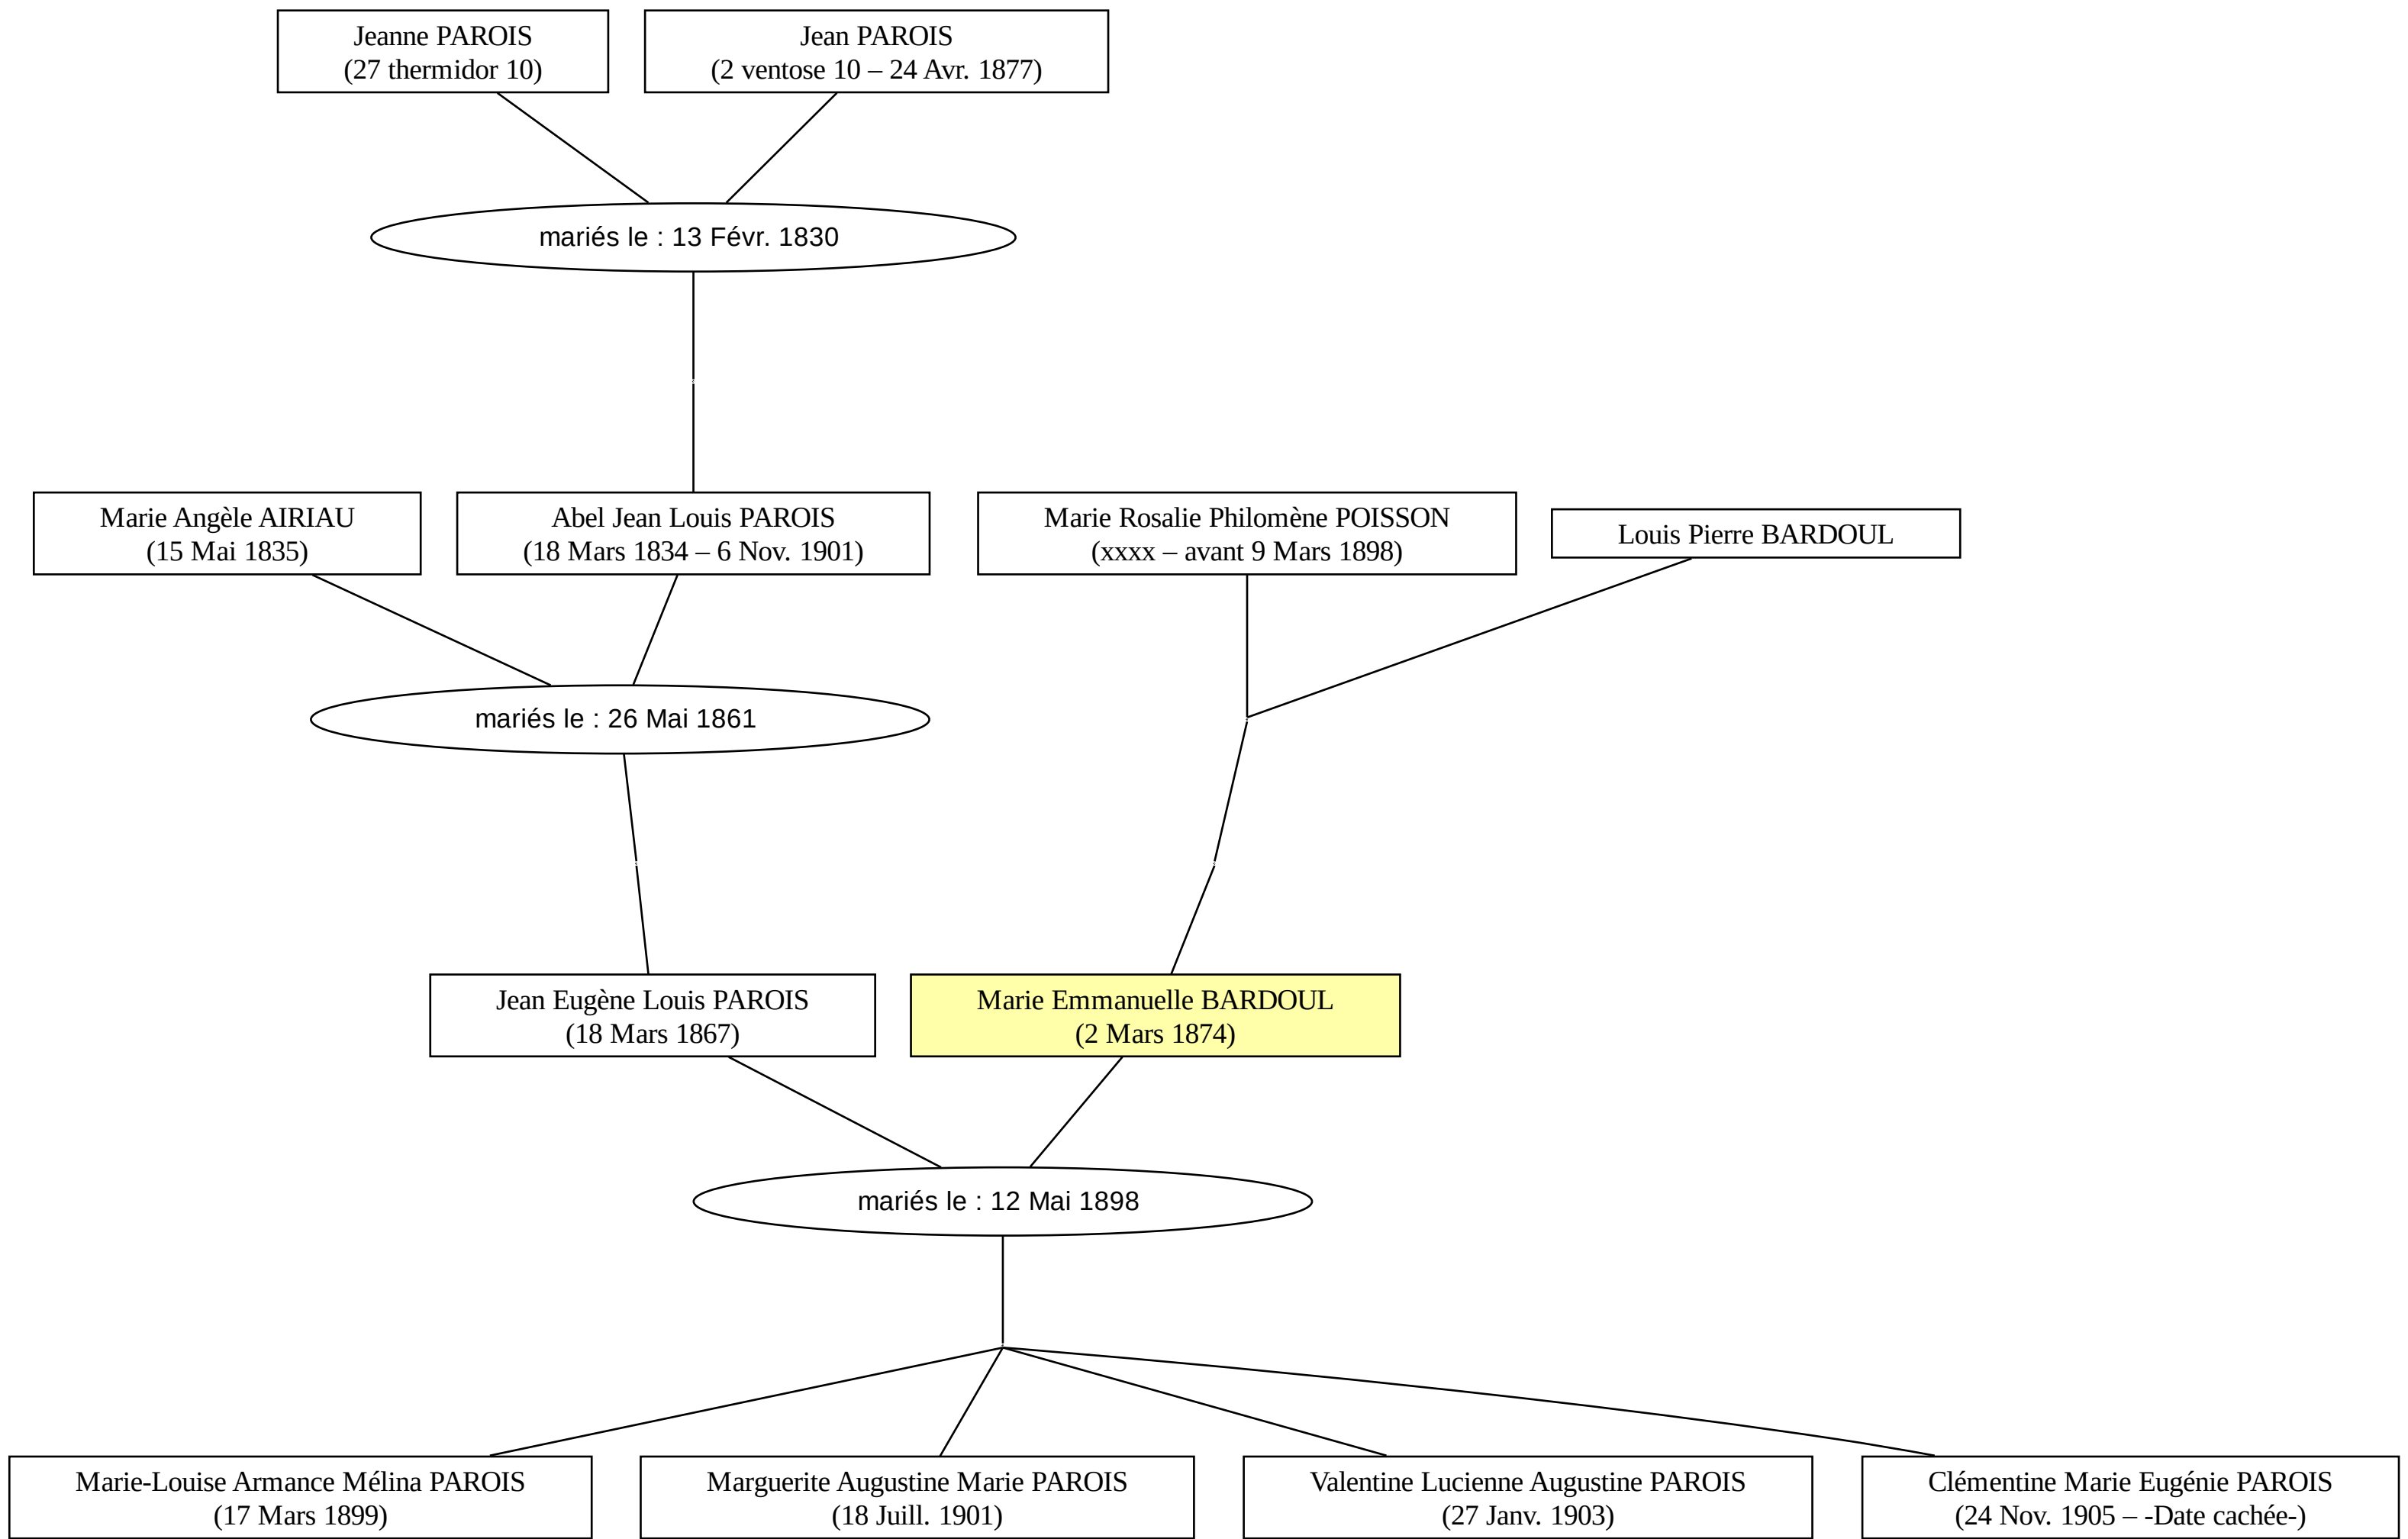 Jeanne PAROIS
(27 thermidor 10)
Jean PAROIS
(2 ventose 10 – 24 Avr. 1877)
mariés le : 13 Févr. 1830
Marie Angèle AIRIAU
(15 Mai 1835)
Abel Jean Louis PAROIS
(18 Mars 1834 – 6 Nov. 1901)
Marie Rosalie Philomène POISSON
(xxxx – avant 9 Mars 1898)
Louis Pierre BARDOUL
mariés le : 26 Mai 1861
Jean Eugène Louis PAROIS
(18 Mars 1867)
Marie Emmanuelle BARDOUL
(2 Mars 1874)
mariés le : 12 Mai 1898
Marie-Louise Armance Mélina PAROIS
(17 Mars 1899)
Marguerite Augustine Marie PAROIS
(18 Juill. 1901)
Valentine Lucienne Augustine PAROIS
(27 Janv. 1903)
Clémentine Marie Eugénie PAROIS
(24 Nov. 1905 – -Date cachée-)